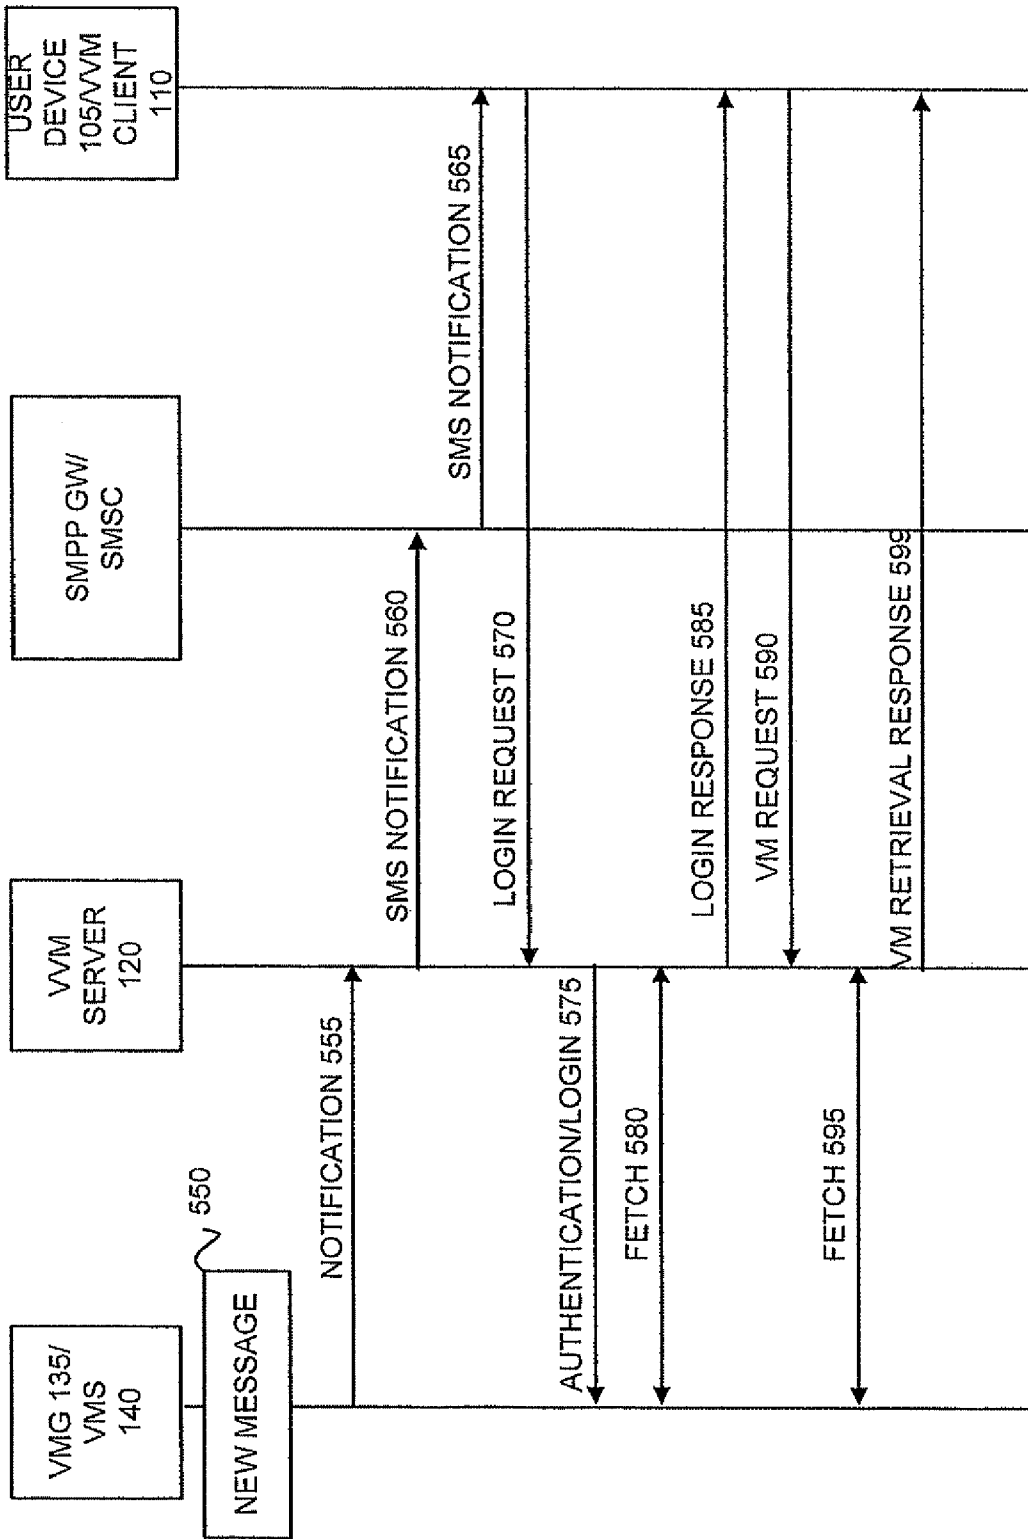 VMG 135/
VMS
140
VVM
SERVER
120
SMPP GW/
SMSC
USER
DEVICE
105/VVM
CLIENT
110
NEW MESSAGE
550
NOTIFICATION 555
SMS NOTIFICATION 560
SMS NOTIFICATION 565
LOGIN REQUEST 570
AUTHENTICATION/LOGIN 575
FETCH 580
LOGIN RESPONSE 585
VM REQUEST 590
FETCH 595
VM RETRIEVAL RESPONSE 599